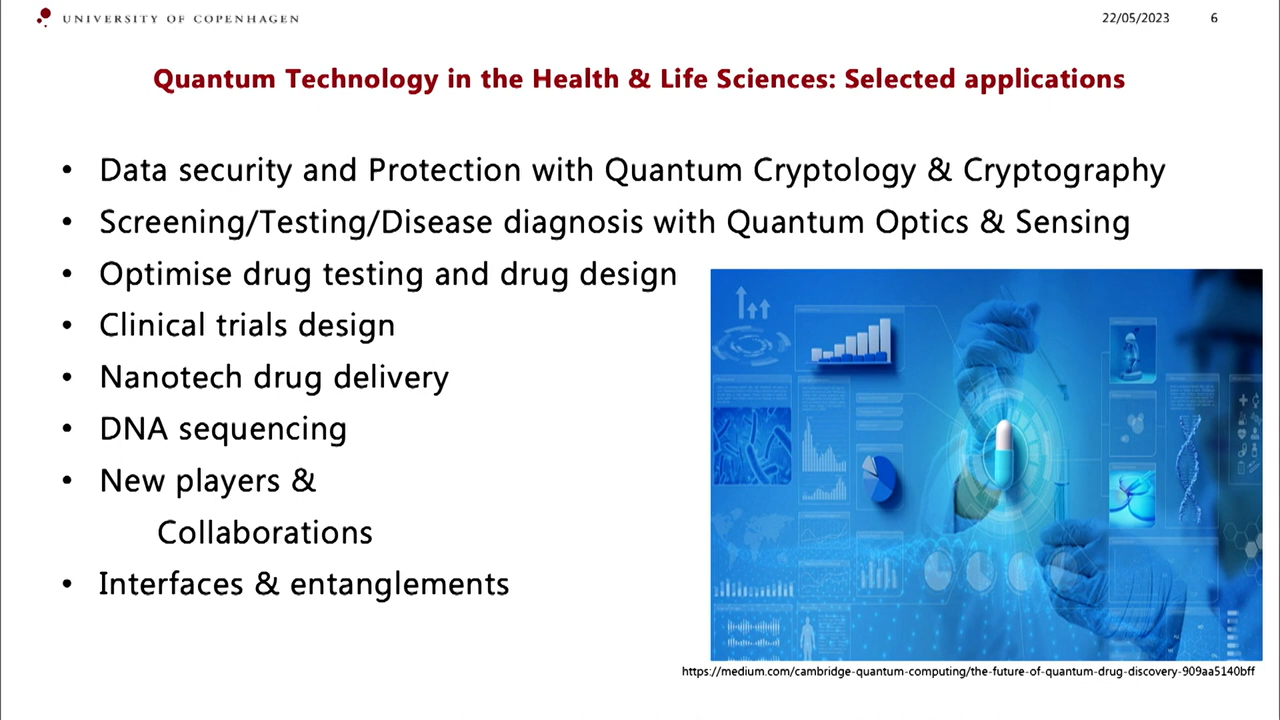 UNIVERSITY OF COPENHAGEN
22/05/2023 6
Quantum Technology in the Health & Life Sciences: Selected applications
• Data security and Protection with Quantum Cryptology & Cryptography
• Screening/Testing/Disease diagnosis with Quantum Optics & Sensing
• Optimise drug testing and drug design
• Clinical trials design
• Nanotech drug delivery
• DNA sequencing
• New players &
Collaborations
• Interfaces & entanglements
https://medium.com/cambridge-quantum-computing/the-future-of-quantum-drug-discovery-909aa5140bff